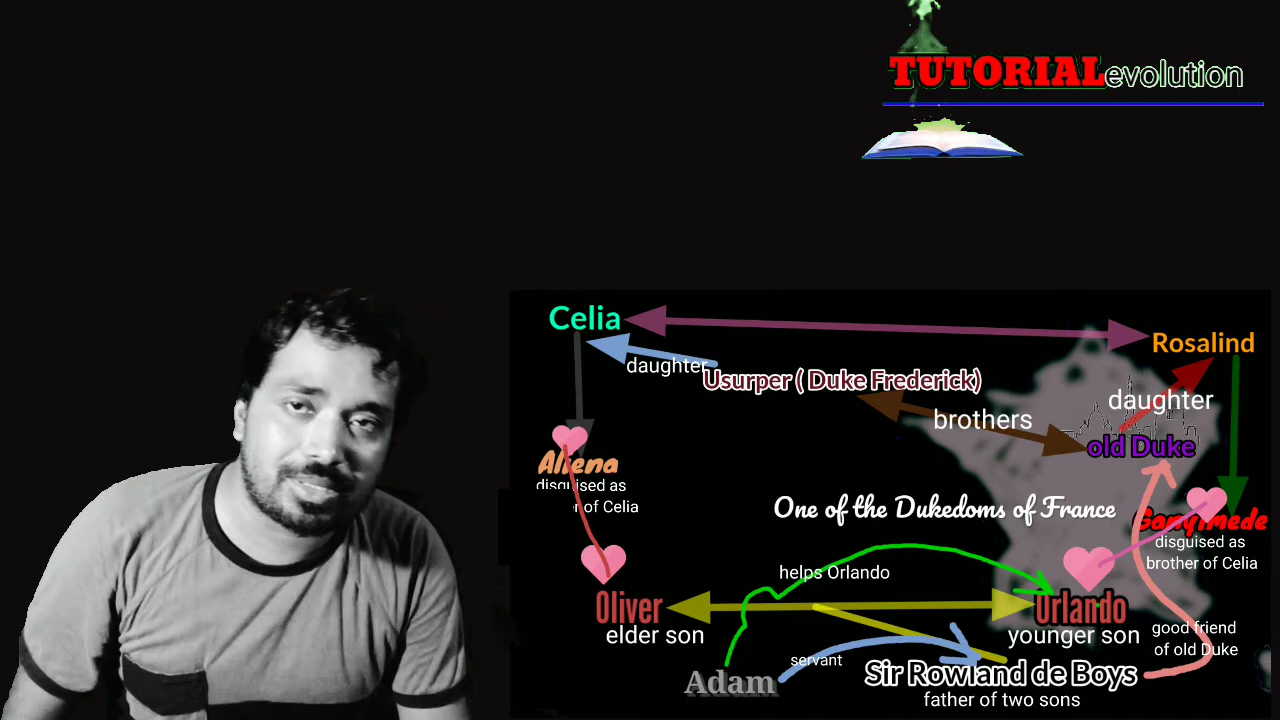 TUTORIALevolution
Celia
Rosalind
daughter
Usurper ( Duke Frederick)
daughter
brothers
old Duke
Aliena
disguised as
er of Celia
One of the Dukedoms of France
Ganymede
disguised as
brother of Celia
helps Orlando
Oliver
elder son
Orlando
younger son
good friend
of old Duke
servant
Adam
Sir Rowland de Boys
father of two sons